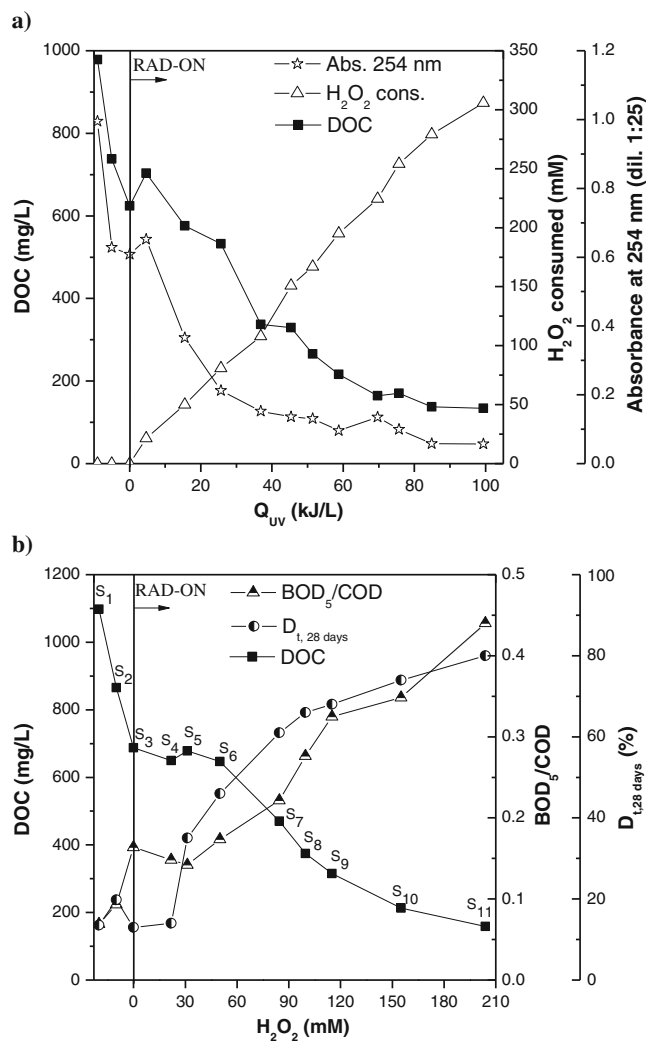 a)
RAD-ON
Abs. 254 nm
H₂O₂ cons.
DOC
1000
800
600
400
200
0
DOC (mg/L)
350
300
250
200
150
100
50
0
H₂O₂ consumed (mM)
1.2
1.0
0.8
0.6
0.4
0.2
0.0
Absorbance at 254 nm (dil. 1:25)
0 20 40 60 80 100
Q_UV (kJ/L)
b)
RAD-ON
BOD₅/COD
D_t, 28 days
DOC
1200
1000
800
600
400
200
0
DOC (mg/L)
S₁
S₂
S₃
S₄
S₅
S₆
S₇
S₈
S₉
S₁₀
S₁₁
0.5
0.4
0.3
0.2
0.1
0.0
BOD₅/COD
100
80
60
40
20
0
D_t,28 days (%)
0 30 60 90 120 150 180 210
H₂O₂ (mM)